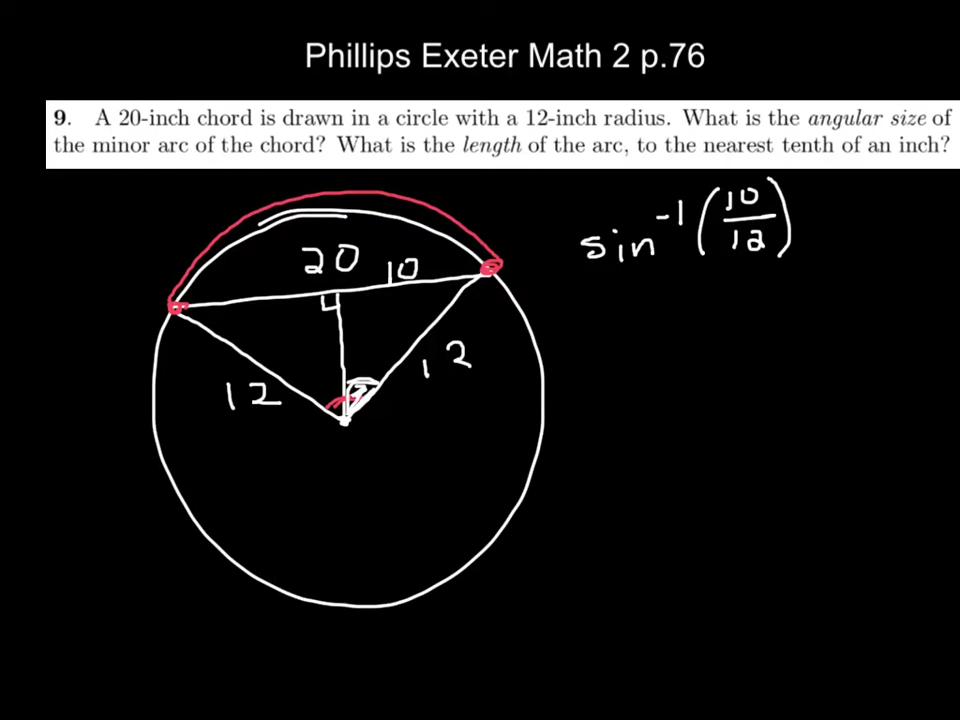 Phillips Exeter Math 2 p.76
9. A 20-inch chord is drawn in a circle with a 12-inch radius. What is the angular size of
the minor arc of the chord? What is the length of the arc, to the nearest tenth of an inch?
sin⁻¹(10/12)
20
10
12
12